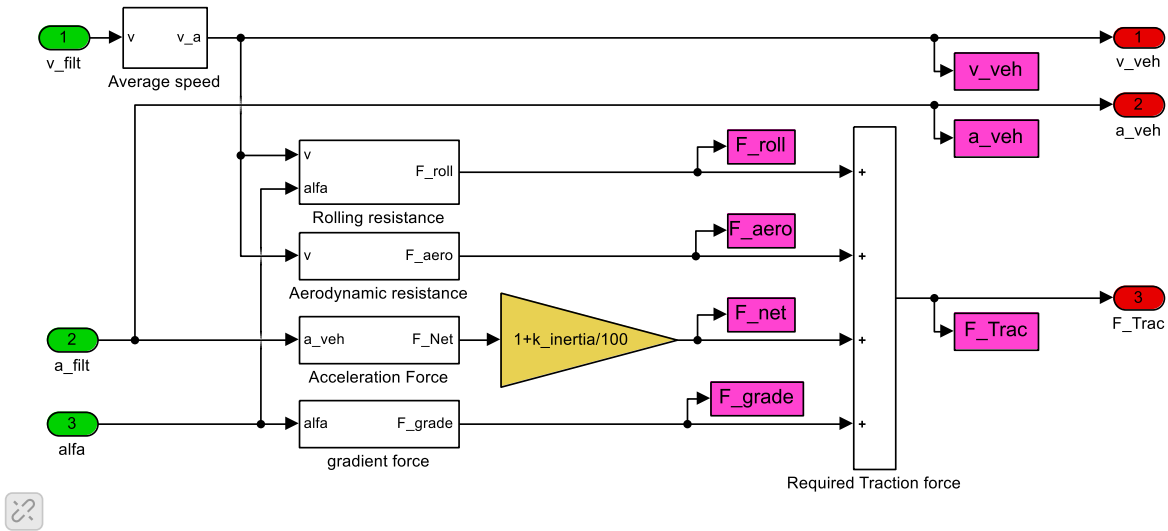 1
v_filt
v
v_a
Average speed
1
v_veh
v_veh
2
a_veh
a_veh
v
alfa
F_roll
Rolling resistance
F_roll
+
v
F_aero
Aerodynamic resistance
F_aero
+
2
a_filt
a_veh
F_Net
Acceleration Force
1+k_inertia/100
F_net
+
3
alfa
alfa
F_grade
gradient force
F_grade
+
Required Traction force
3
F_Trac
F_Trac